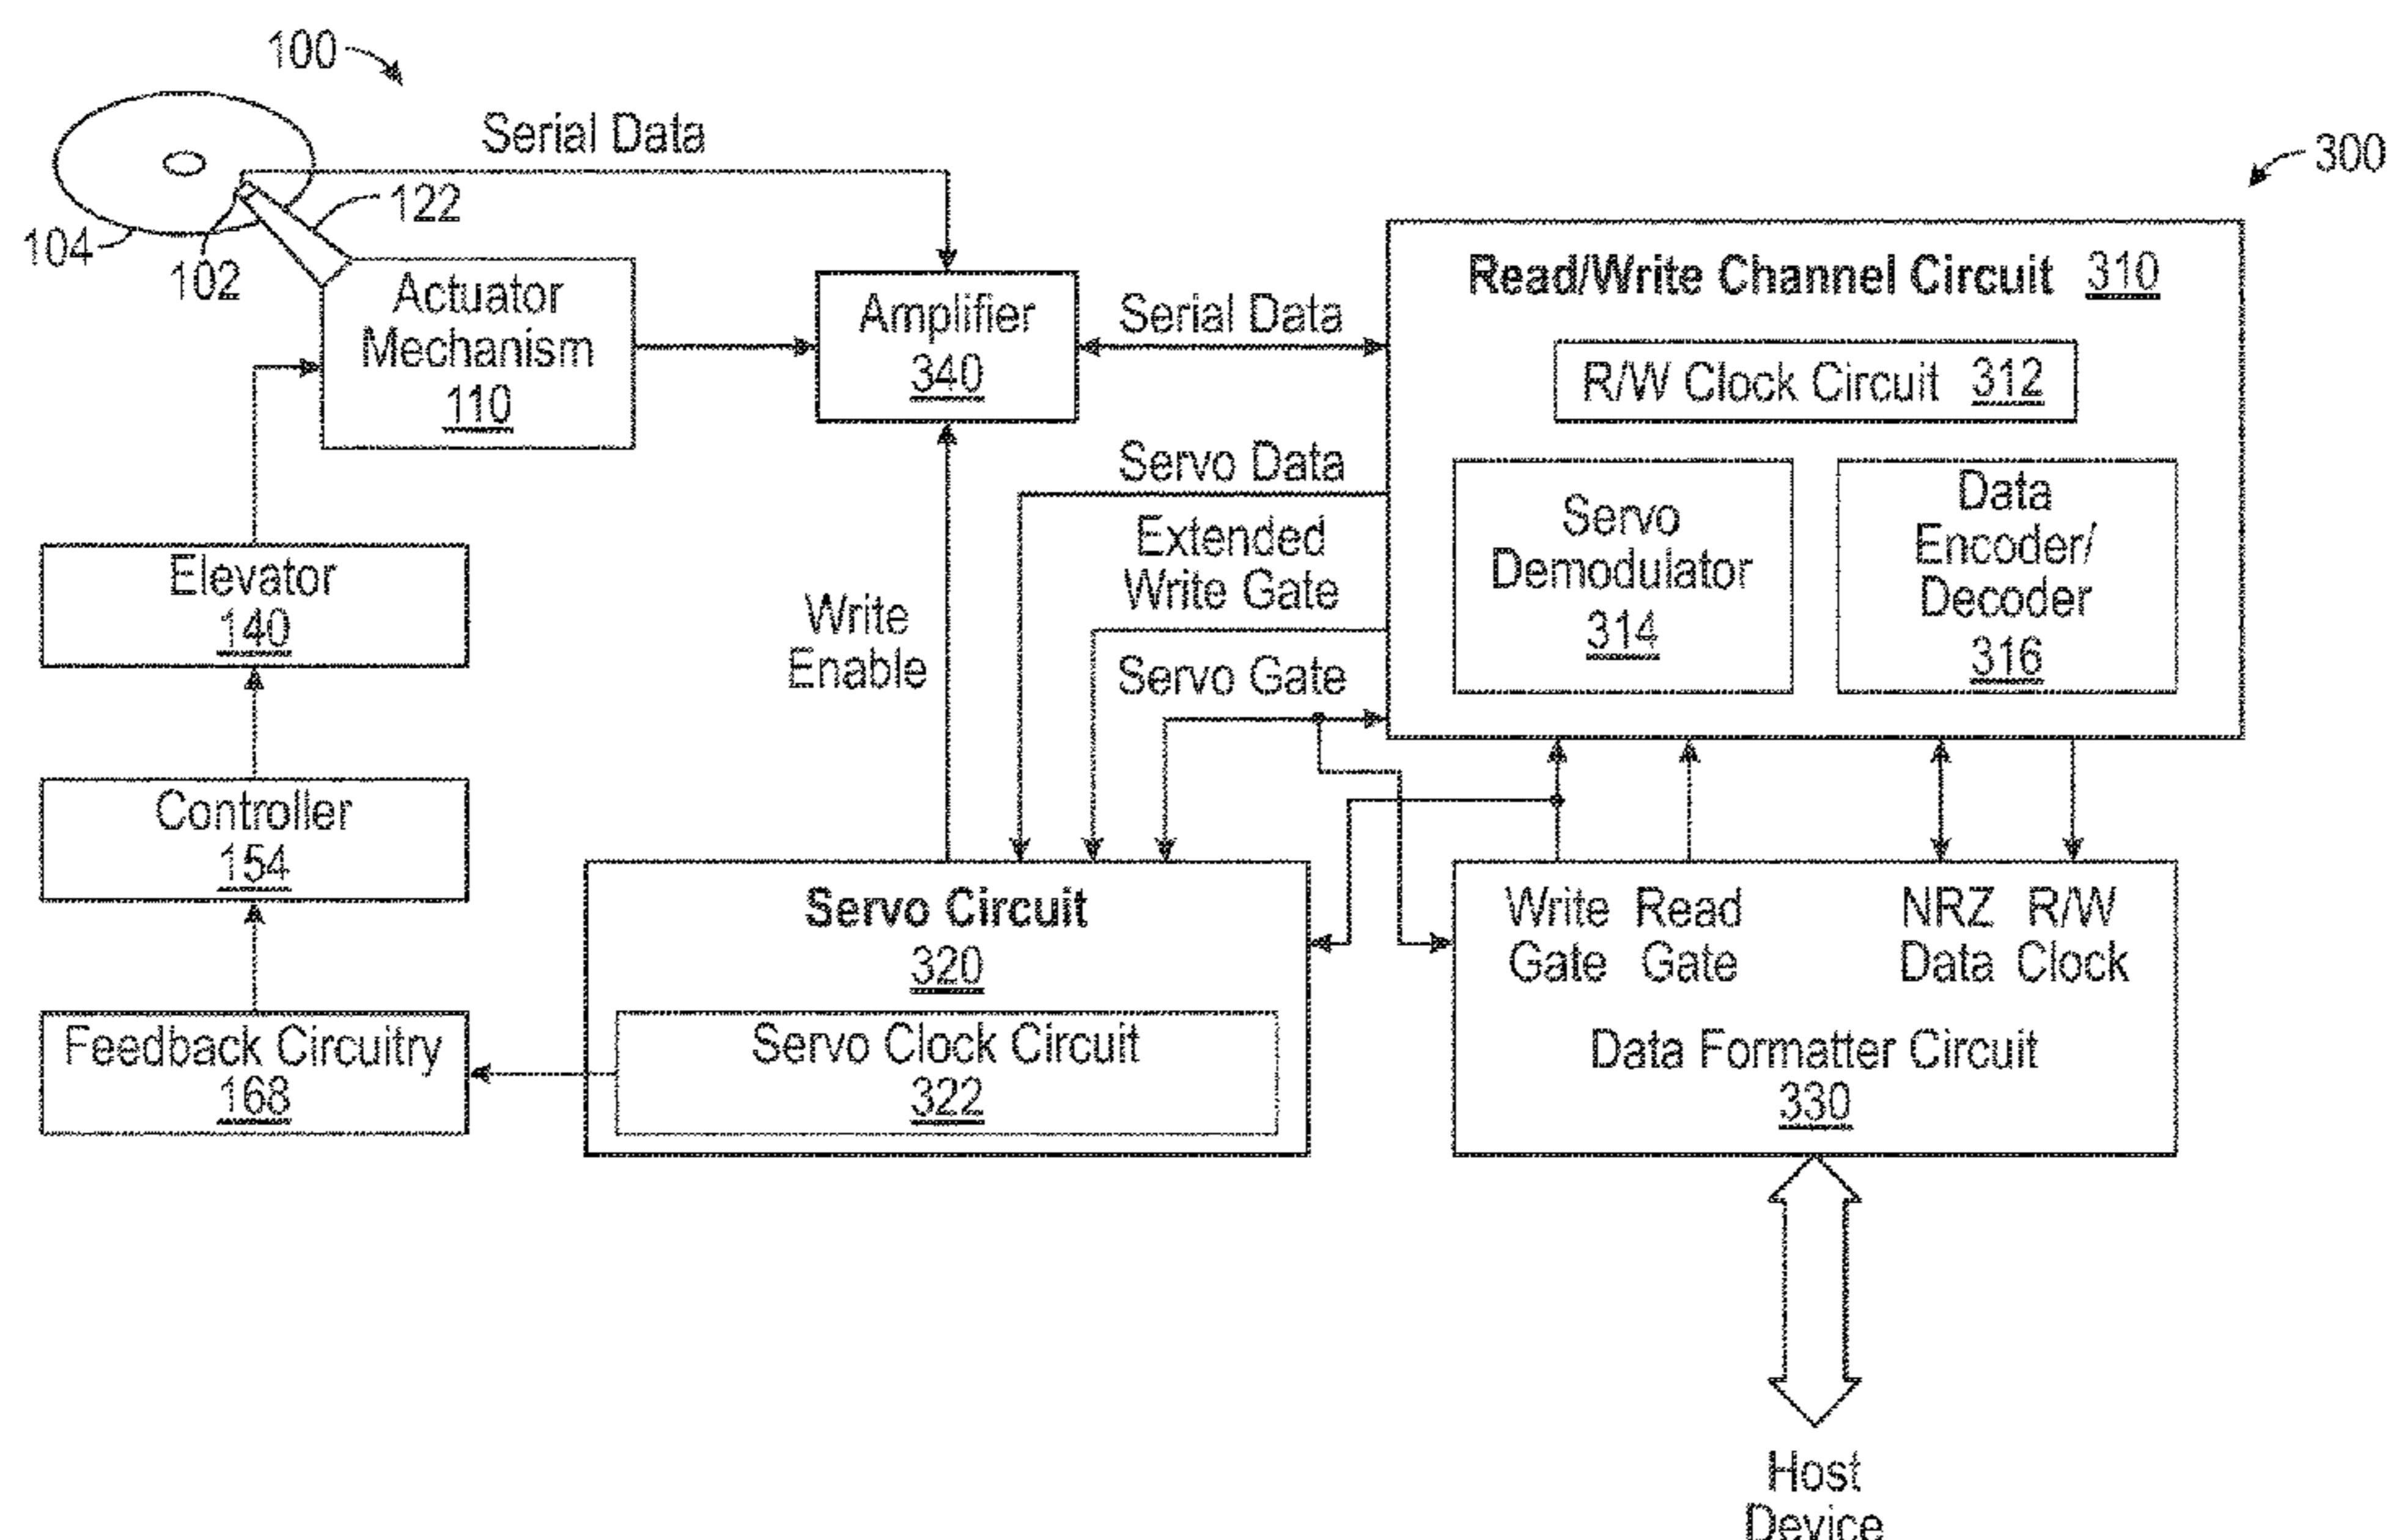 100
Serial Data
300
122
104
102
Actuator
Mechanism
110
Amplifier
340
Serial Data
Read/Write Channel Circuit 310
R/W Clock Circuit 312
Servo
Demodulator
314
Data
Encoder/
Decoder
316
Servo Data
Extended
Write Gate
Servo Gate
Write
Enable
Elevator
140
Controller
154
Feedback Circuitry
168
Servo Circuit
320
Servo Clock Circuit
322
Write
Gate
Read
Gate
NRZ
Data
R/W
Clock
Data Formatter Circuit
330
Host
Device